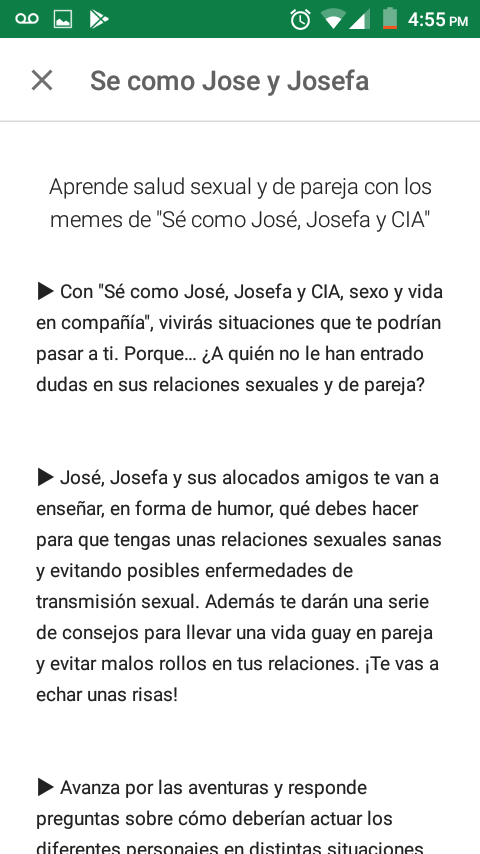 4:55 PM
Se como Jose y Josefa
Aprende salud sexual y de pareja con los
memes de "Sé como José, Josefa y CIA"
▶ Con "Sé como José, Josefa y CIA, sexo y vida
en compañía", vivirás situaciones que te podrían
pasar a ti. Porque... ¿A quién no le han entrado
dudas en sus relaciones sexuales y de pareja?
▶ José, Josefa y sus alocados amigos te van a
enseñar, en forma de humor, qué debes hacer
para que tengas unas relaciones sexuales sanas
y evitando posibles enfermedades de
transmisión sexual. Además te darán una serie
de consejos para llevar una vida guay en pareja
y evitar malos rollos en tus relaciones. ¡Te vas a
echar unas risas!
▶ Avanza por las aventuras y responde
preguntas sobre cómo deberían actuar los
diferentes personajes en distintas situaciones